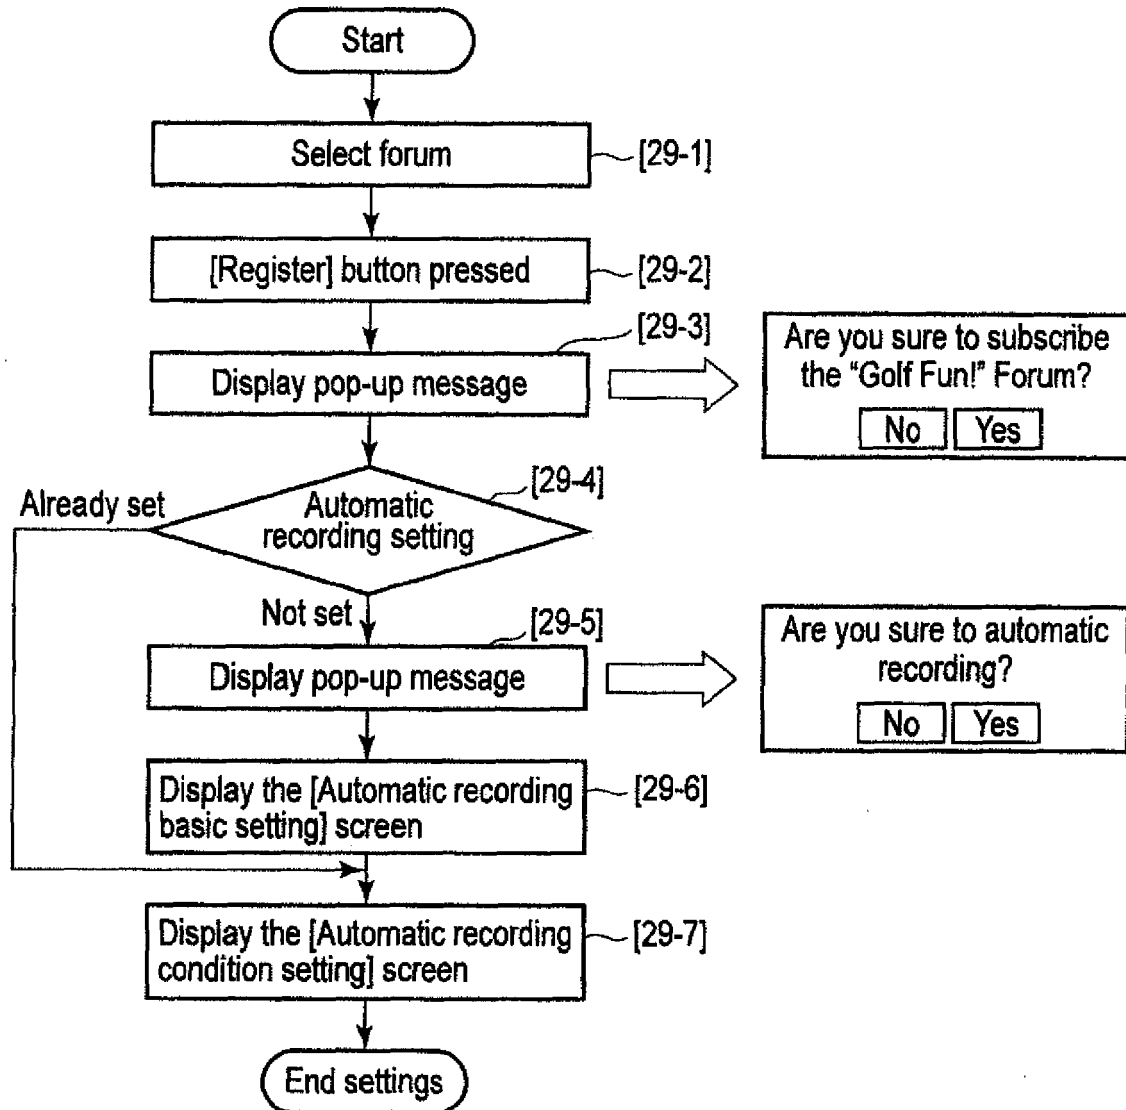 Start
Select forum
[29-1]
[Register] button pressed
[29-2]
[29-3]
Display pop-up message
Are you sure to subscribe
the “Golf Fun!” Forum?
No
Yes
[29-4]
Already set
Automatic
recording setting
Not set
[29-5]
Display pop-up message
Are you sure to automatic
recording?
No
Yes
Display the [Automatic recording
basic setting] screen
[29-6]
Display the [Automatic recording
condition setting] screen
[29-7]
End settings